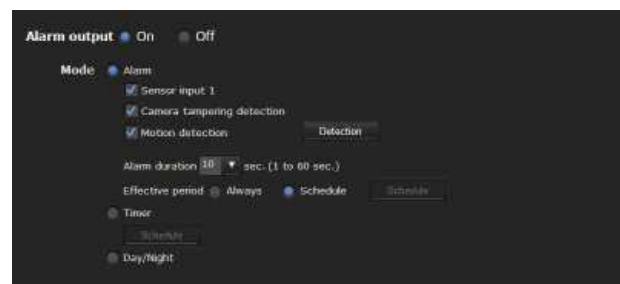 Alarm output On Off
Mode Alarm
Sensor input 1
Camera tampering detection
Motion detection Detection
Alarm duration 10 sec. (1 to 60 sec.)
Effective period Always Schedule Schedule
Timer
Schedule
Day/Night